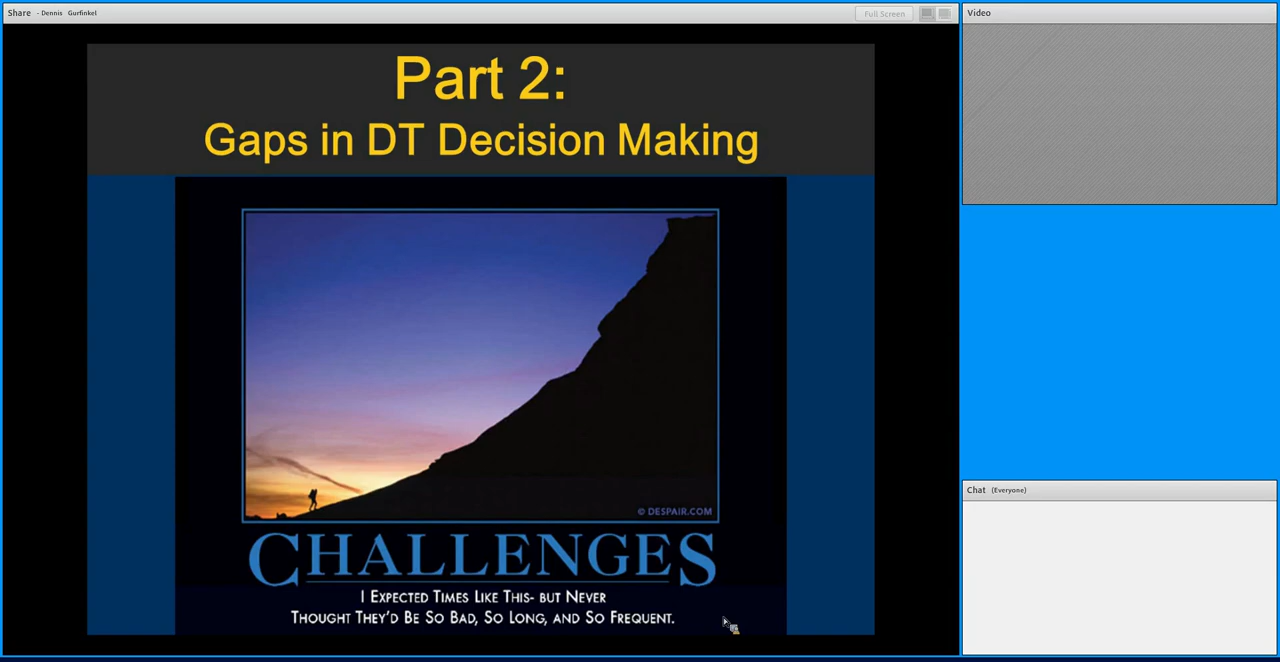 Share - Dennis Gurfinkel
Full Screen
Video
Part 2:
Gaps in DT Decision Making
© DESPAIR.COM
CHALLENGES
I EXPECTED TIMES LIKE THIS- BUT NEVER
THOUGHT THEY'D BE SO BAD, SO LONG, AND SO FREQUENT.
Chat (Everyone)